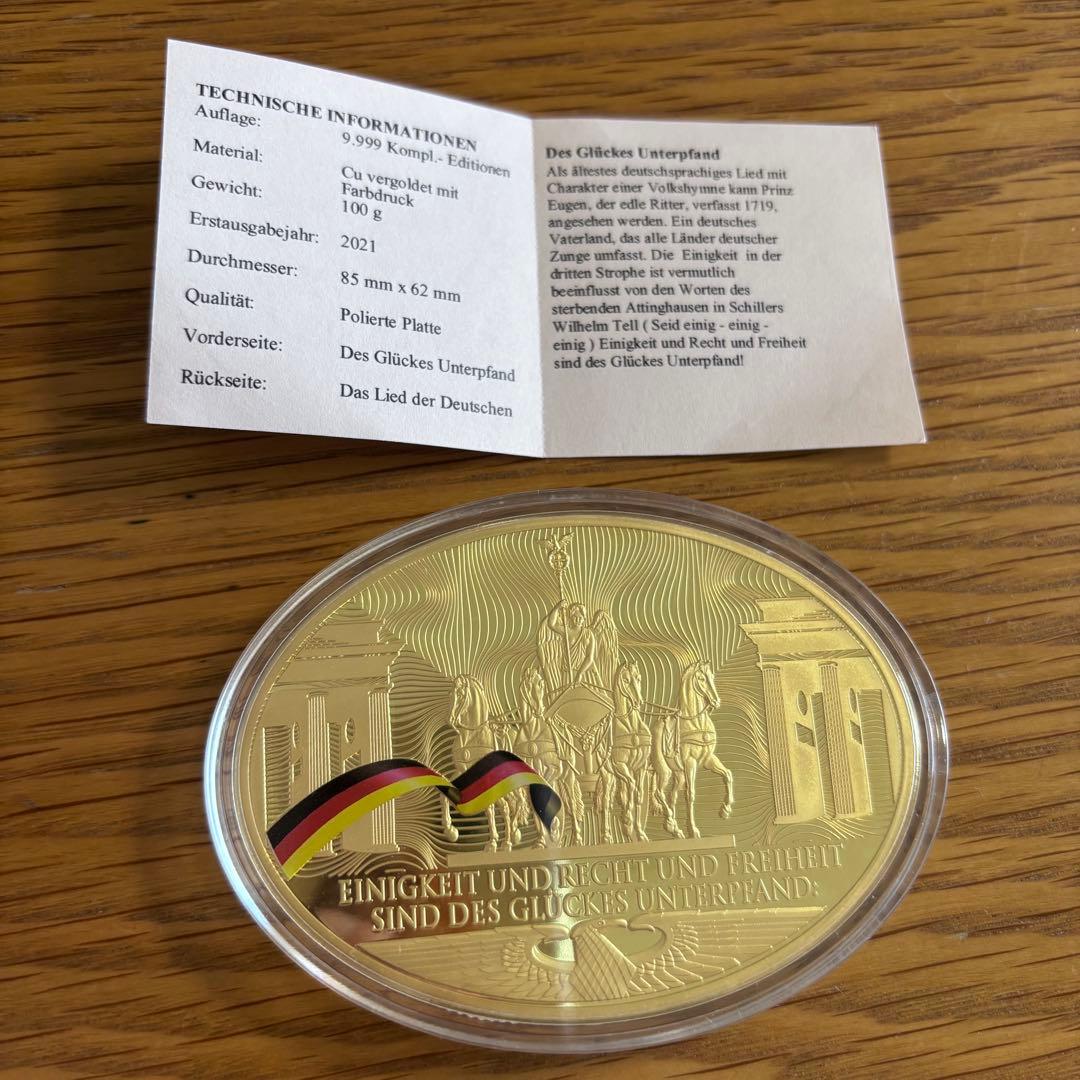 TECHNISCHE INFORMATIONEN
Auflage: 9.999 Kompl.- Editionen
Material: Cu vergoldet mit
Farbdruck
Gewicht: 100 g
Erstausgabejahr: 2021
Durchmesser: 85 mm x 62 mm
Qualität: Polierte Platte
Vorderseite: Des Glückes Unterpfand
Rückseite: Das Lied der Deutschen
Des Glückes Unterpfand
Als ältestes deutschsprachiges Lied mit
Charakter einer Volkshymne kann Prinz
Eugen, der edle Ritter, verfasst 1719,
angesehen werden. Ein deutsches
Vaterland, das alle Länder deutscher
Zunge umfasst. Die Einigkeit in der
dritten Strophe ist vermutlich
beeinflusst von den Worten des
sterbenden Attinghausen in Schillers
Wilhelm Tell ( Seid einig - einig -
einig ) Einigkeit und Recht und Freiheit
sind des Glückes Unterpfand!
EINIGKEIT UND RECHT UND FREIHEIT
SIND DES GLÜCKES UNTERPFAND: